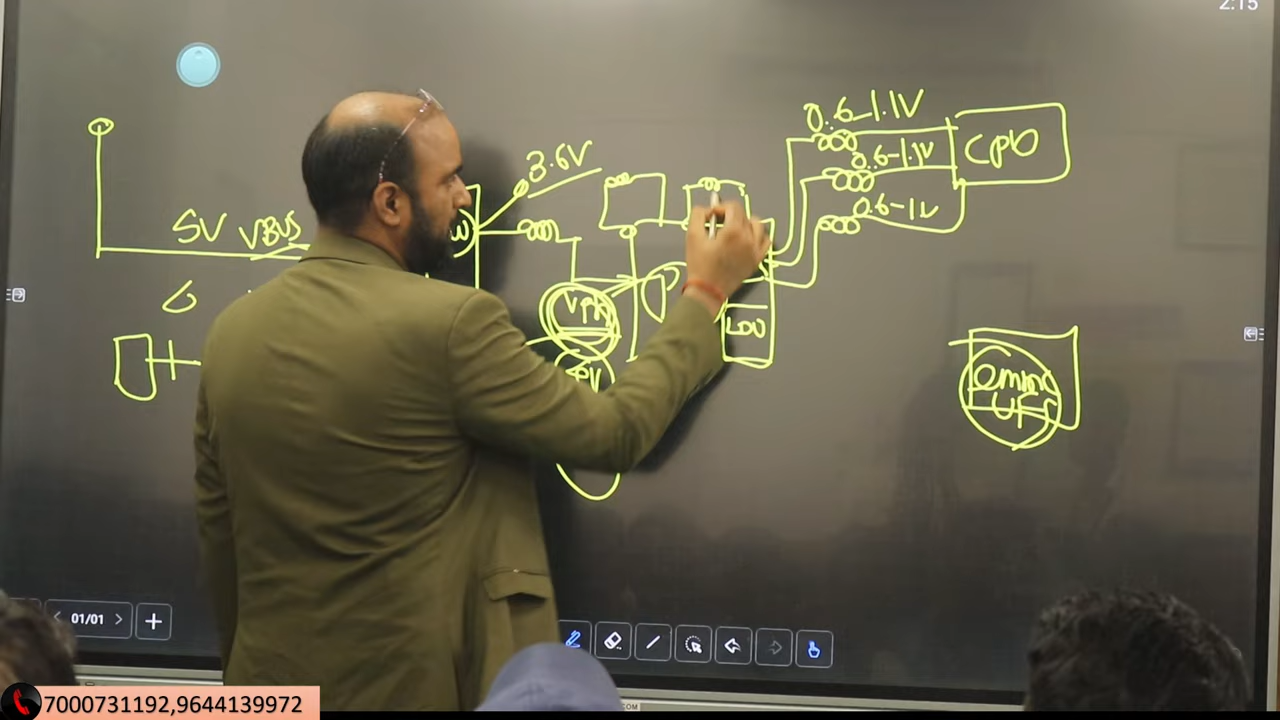 2:15
0.6-1.1V
0.6-1.1V
0.6-1V
CPU
3.6V
5V VBUS
VPH
LDO
emmc
UFS
01/01
7000731192,9644139972